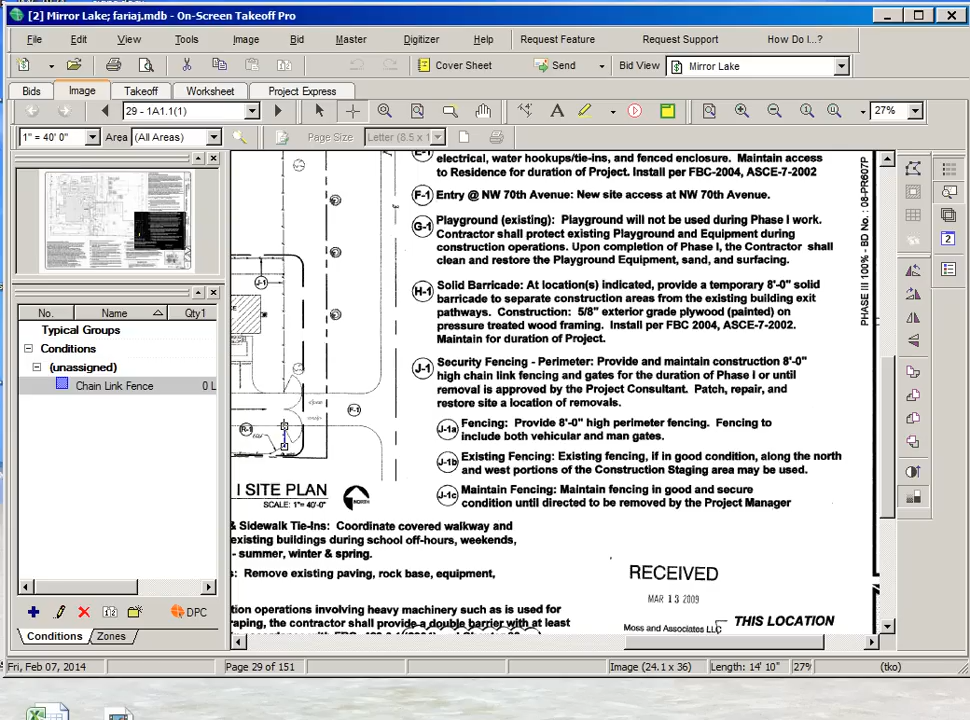 [2] Mirror Lake; fariaj.mdb - On-Screen Takeoff Pro
File Edit View Tools Image Bid Master Digitizer Help Request Feature Request Support How Do I...?
Cover Sheet Send Bid View Mirror Lake
Bids Image Takeoff Worksheet Project Express
29 - 1A1.1(1) 27%
1" = 40' 0" Area (All Areas) Page Size: Letter (8.5 x 1
No. Name Qty1
Typical Groups
Conditions
(unassigned)
Chain Link Fence 0 L
DPC
Conditions Zones
E-1
electrical, water hookups/tie-ins, and fenced enclosure. Maintain access
to Residence for duration of Project. Install per FBC-2004, ASCE-7-2002
F-1 Entry @ NW 70th Avenue: New site access at NW 70th Avenue.
G-1 Playground (existing): Playground will not be used during Phase I work.
Contractor shall protect existing Playground and Equipment during
construction operations. Upon completion of Phase I, the Contractor shall
clean and restore the Playground Equipment, sand, and surfacing.
H-1 Solid Barricade: At location(s) indicated, provide a temporary 8'-0" solid
barricade to separate construction areas from the existing building exit
pathways. Construction: 5/8" exterior grade plywood (painted) on
pressure treated wood framing. Install per FBC 2004, ASCE-7-2002.
Maintain for duration of Project.
J-1 Security Fencing - Perimeter: Provide and maintain construction 8'-0"
high chain link fencing and gates for the duration of Phase I or until
removal is approved by the Project Consultant. Patch, repair, and
restore site a location of removals.
J-1a Fencing: Provide 8'-0" high perimeter fencing. Fencing to
include both vehicular and man gates.
J-1b Existing Fencing: Existing fencing, if in good condition, along the north
and west portions of the Construction Staging area may be used.
J-1c Maintain Fencing: Maintain fencing in good and secure
condition until directed to be removed by the Project Manager
PHASE III 100% - BD No. : 08-PR607P
J-1
F-1
R-1
I SITE PLAN
SCALE: 1"= 40'-0"
NORTH
& Sidewalk Tie-Ins: Coordinate covered walkway and
existing buildings during school off-hours, weekends,
- summer, winter & spring.
s: Remove existing paving, rock base, equipment,
tion operations involving heavy machinery such as is used for
raping, the contractor shall provide a double barrier with at least
RECEIVED
MAR 13 2009
Moss and Associates LLC
THIS LOCATION
Fri, Feb 07, 2014 Page 29 of 151 Image (24.1 x 36) Length: 14' 10" 27% (tko)